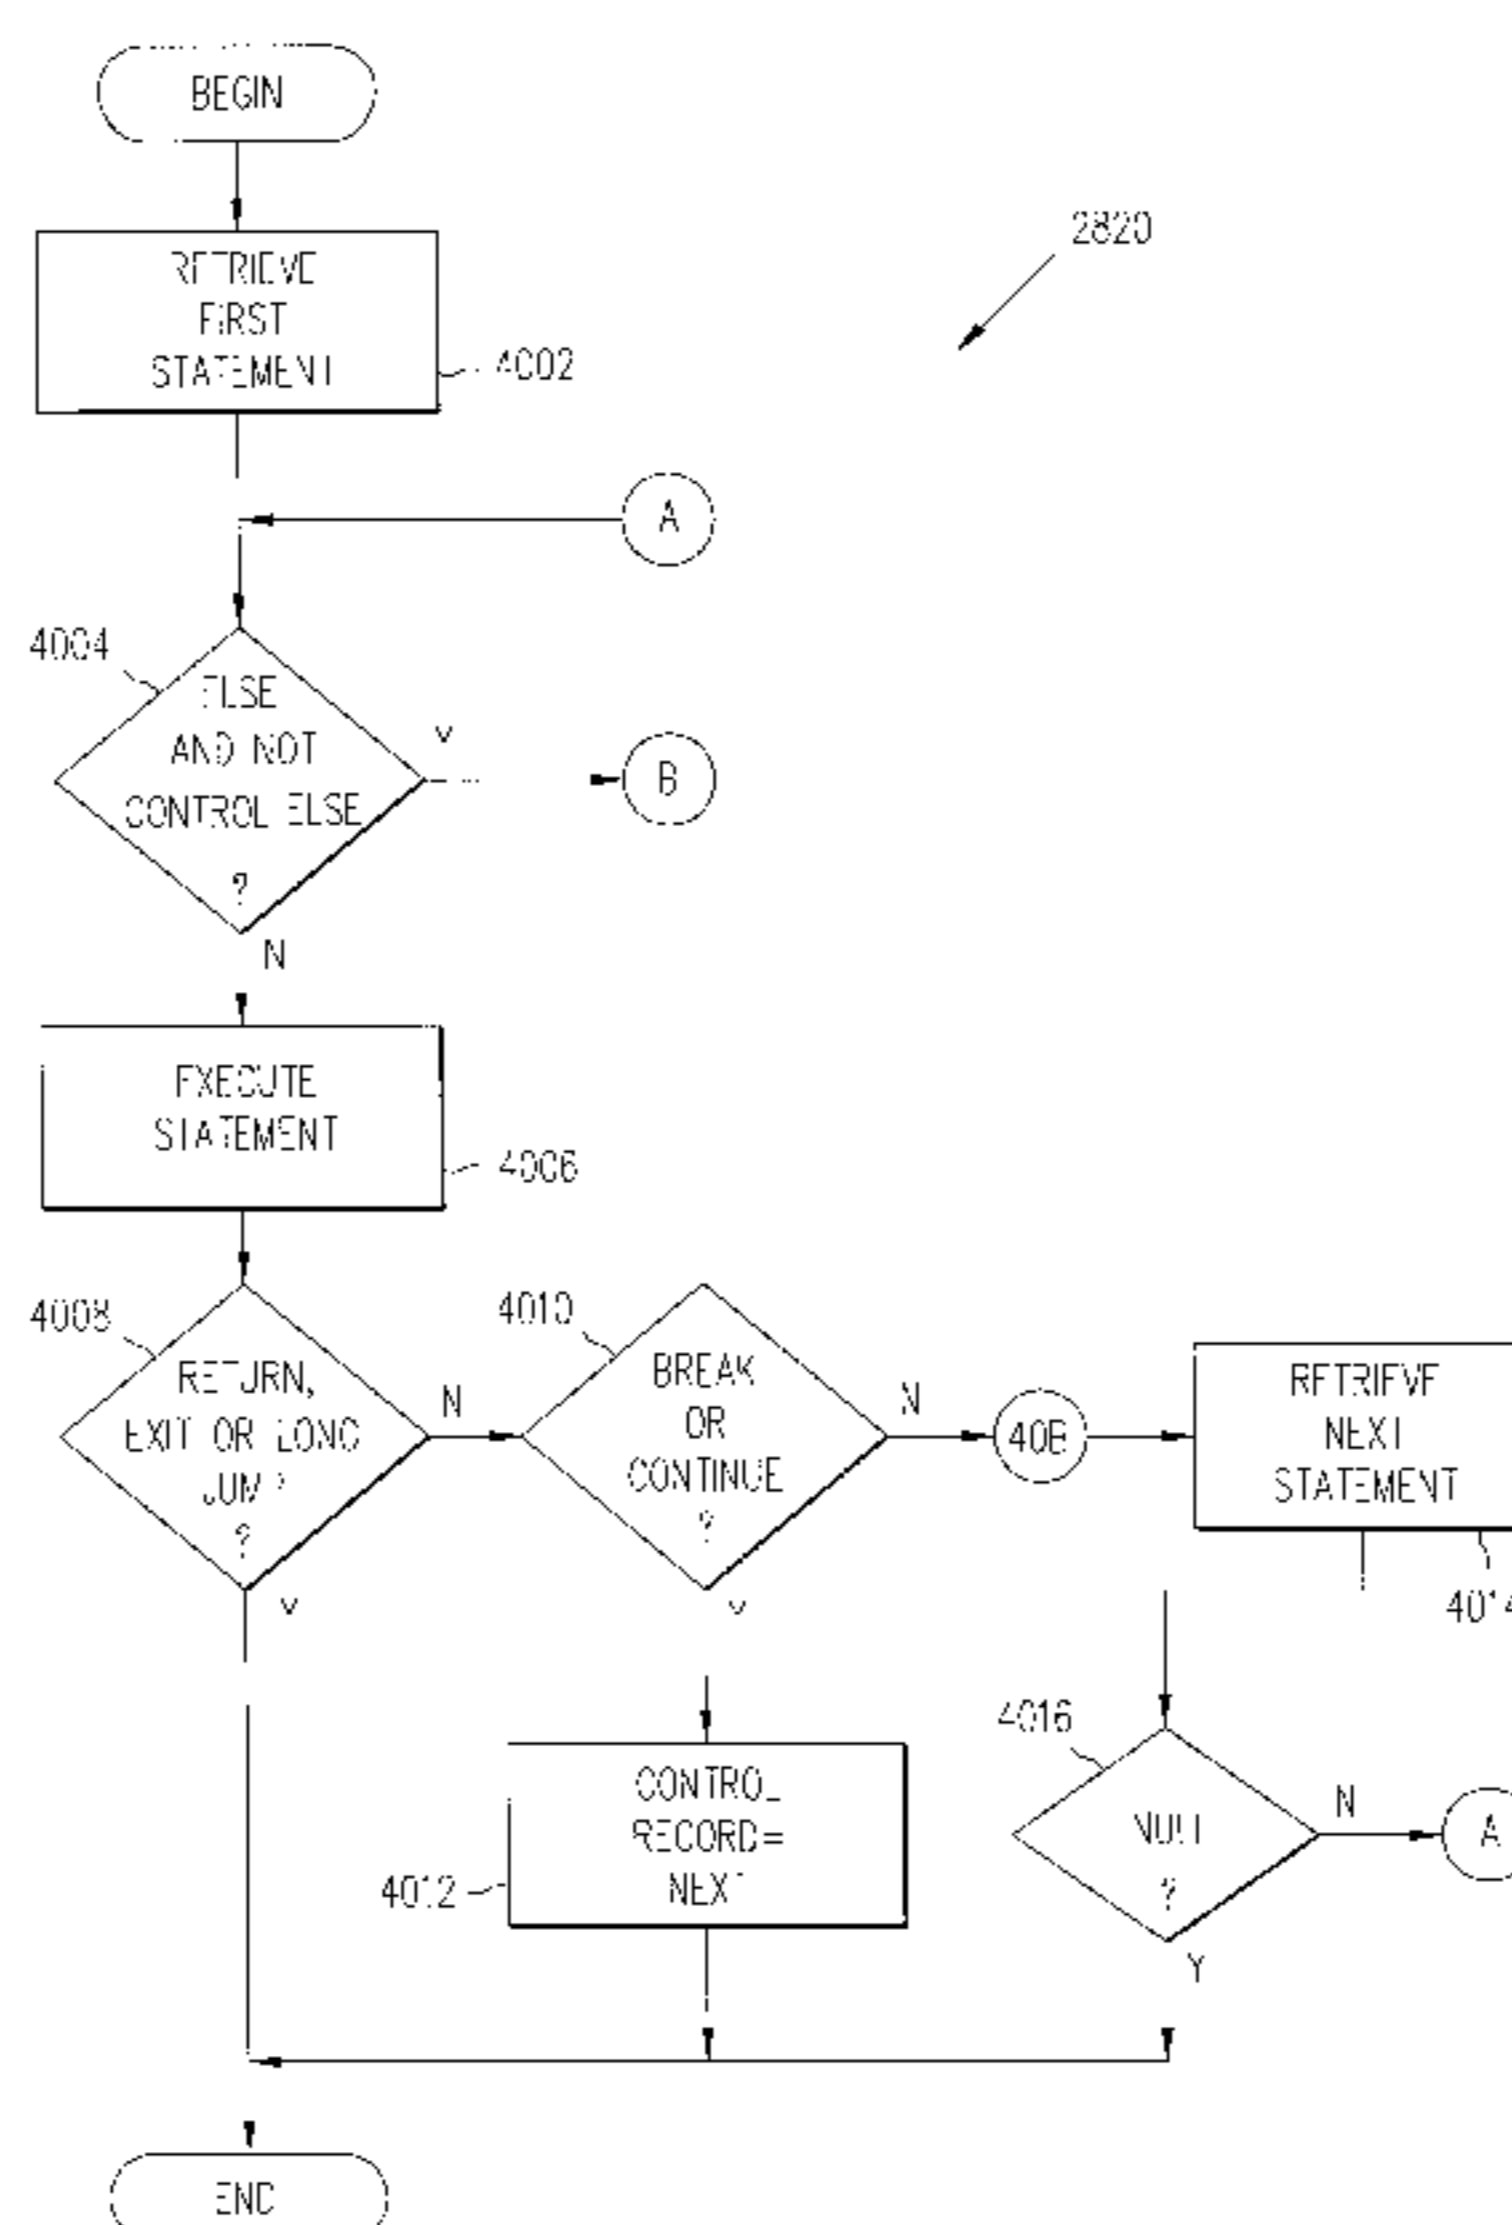 BEGIN
2820
RETRIEVE
FIRST
STATEMENT
4002
A
4004
ELSE
AND NOT
CONTROL ELSE
?
Y
B
N
EXECUTE
STATEMENT
4006
4008
RETURN,
EXIT OR LONG
JUMP
?
N
Y
4010
BREAK
OR
CONTINUE
?
N
Y
40B
RETRIEVE
NEXT
STATEMENT
4014
4016
NULL
?
N
A
Y
CONTROL
RECORD=
NEXT
4012
END